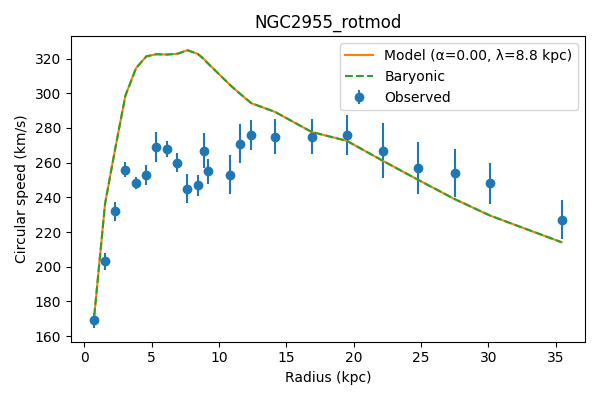 NGC2955_rotmod
Model (α=0.00, λ=8.8 kpc)
Baryonic
Observed
Circular speed (km/s)
320
300
280
260
240
220
200
180
160
0 5 10 15 20 25 30 35
Radius (kpc)